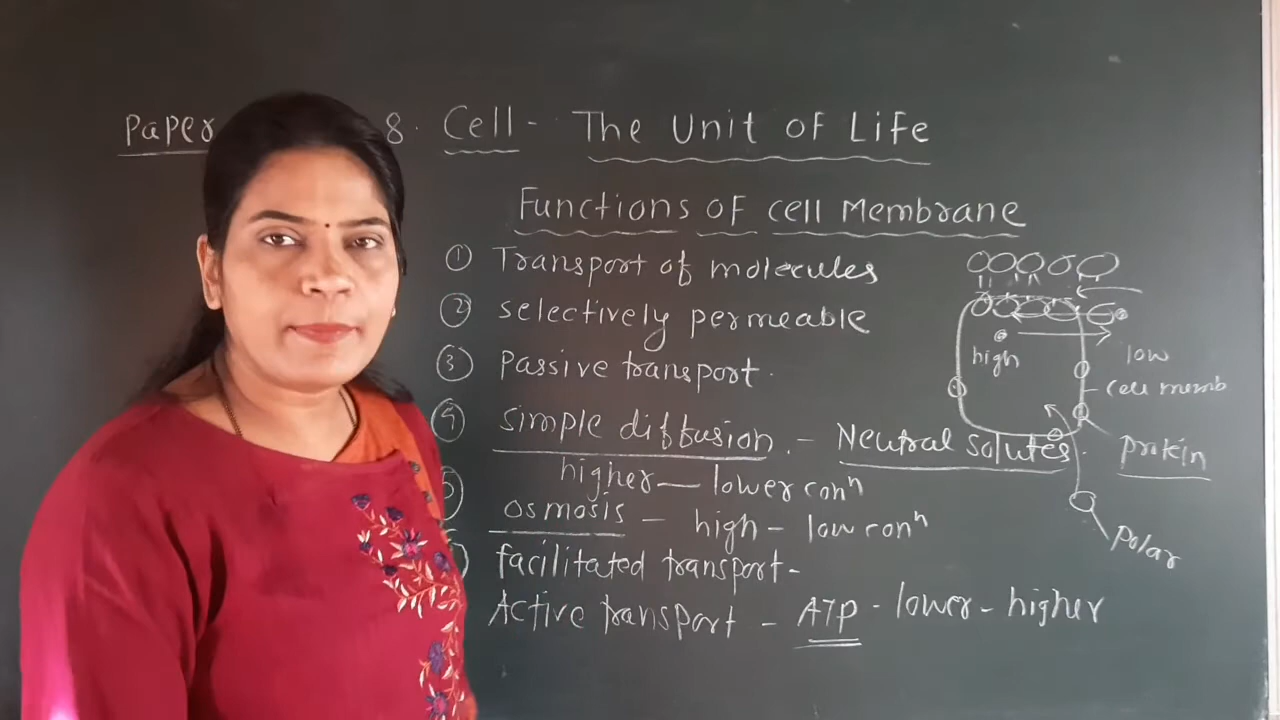 Paper 8. Cell - The Unit of Life
Functions of cell Membrane
① Transport of molecules
② selectively permeable
③ Passive transport.
④ simple diffusion. - Neutral solutes.
higher — lower conⁿ
5 osmosis - high - low conⁿ
facilitated transport -
Active transport - ATP - lower - higher
high
low
cell memb
protein
Polar